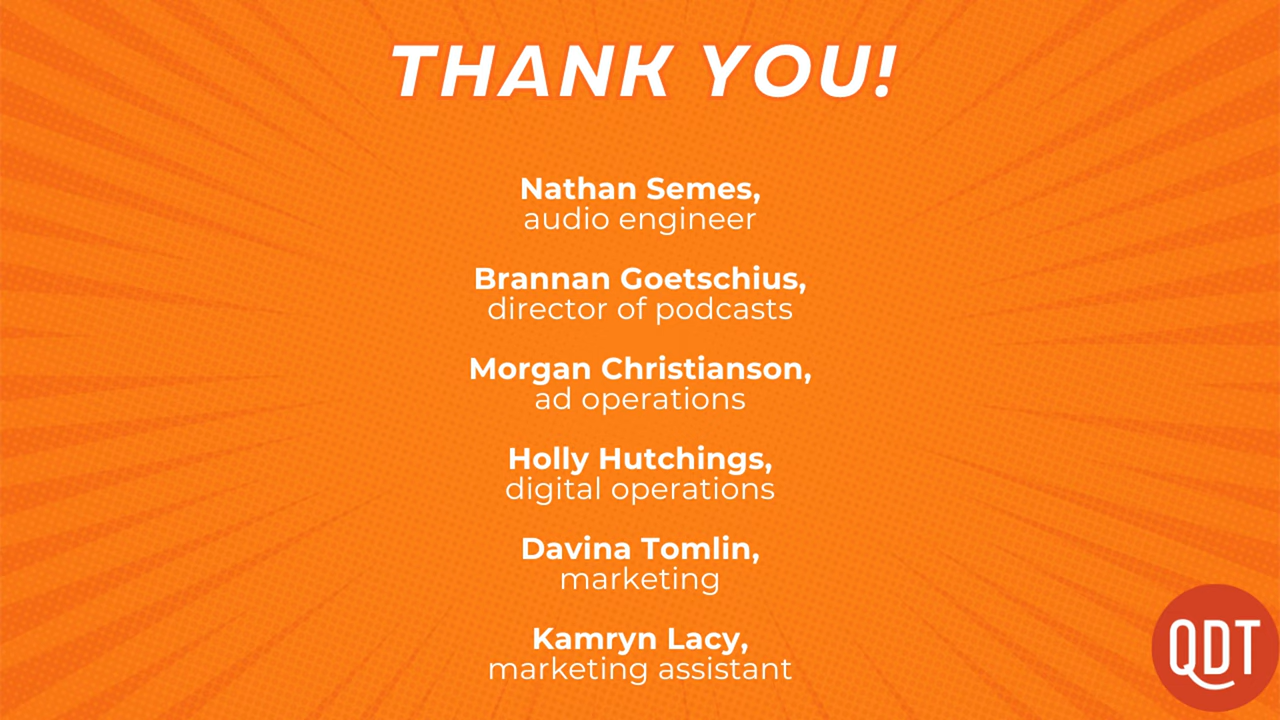 THANK YOU!
Nathan Semes,
audio engineer
Brannan Goetschius,
director of podcasts
Morgan Christianson,
ad operations
Holly Hutchings,
digital operations
Davina Tomlin,
marketing
Kamryn Lacy,
marketing assistant
QDT